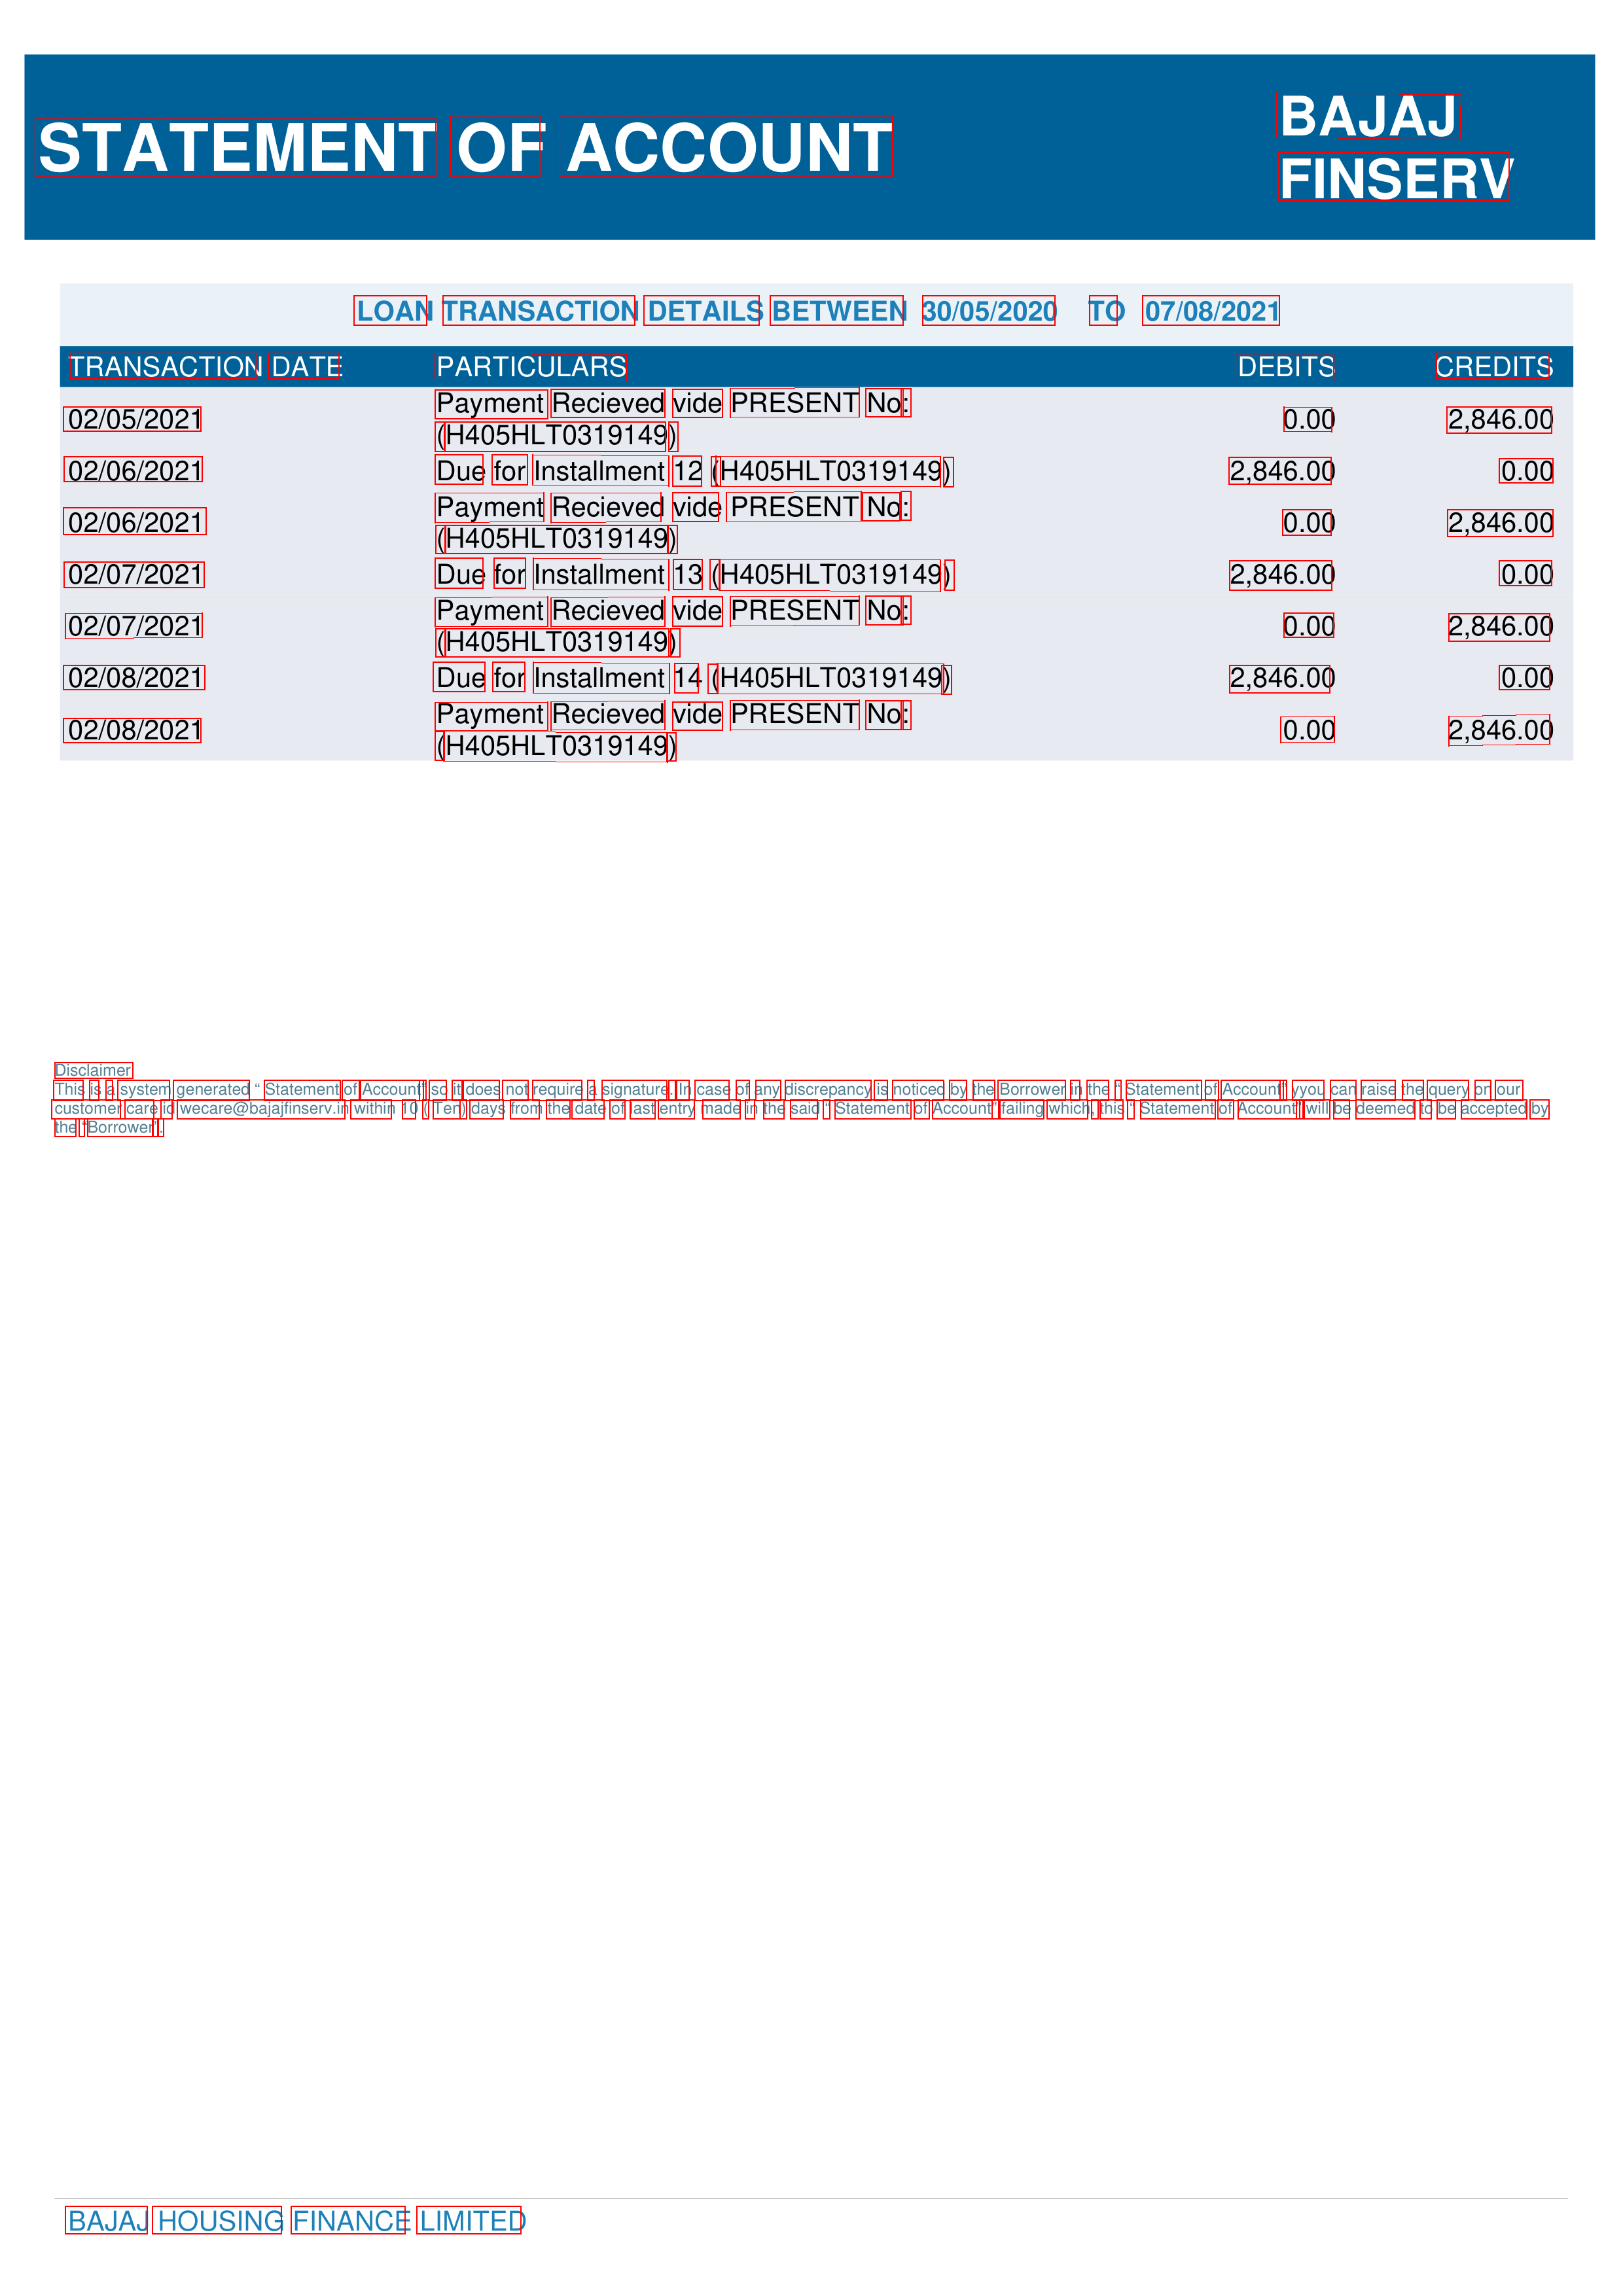 STATEMENT OF ACCOUNT
BAJAJ
FINSERV
LOAN TRANSACTION DETAILS BETWEEN 30/05/2020 TO 07/08/2021
TRANSACTION DATE PARTICULARS DEBITS CREDITS
02/05/2021 Payment Recieved vide PRESENT No: 0.00 2,846.00
(H405HLT0319149)
02/06/2021 Due for Installment 12 (H405HLT0319149) 2,846.00 0.00
02/06/2021 Payment Recieved vide PRESENT No: 0.00 2,846.00
(H405HLT0319149)
02/07/2021 Due for Installment 13 (H405HLT0319149) 2,846.00 0.00
02/07/2021 Payment Recieved vide PRESENT No: 0.00 2,846.00
(H405HLT0319149)
02/08/2021 Due for Installment 14 (H405HLT0319149) 2,846.00 0.00
02/08/2021 Payment Recieved vide PRESENT No: 0.00 2,846.00
(H405HLT0319149)
Disclaimer
This is a system generated “ Statement of Account” so it does not require a signature. In case of any discrepancy is noticed by the Borrower in the “ Statement of Account” yyou can raise the query on our
customer care id wecare@bajajfinserv.in within 10 ( Ten) days from the date of last entry made in the said “ Statement of Account” failing which, this “ Statement of Account” will be deemed to be accepted by
the “Borrower”.
BAJAJ HOUSING FINANCE LIMITED